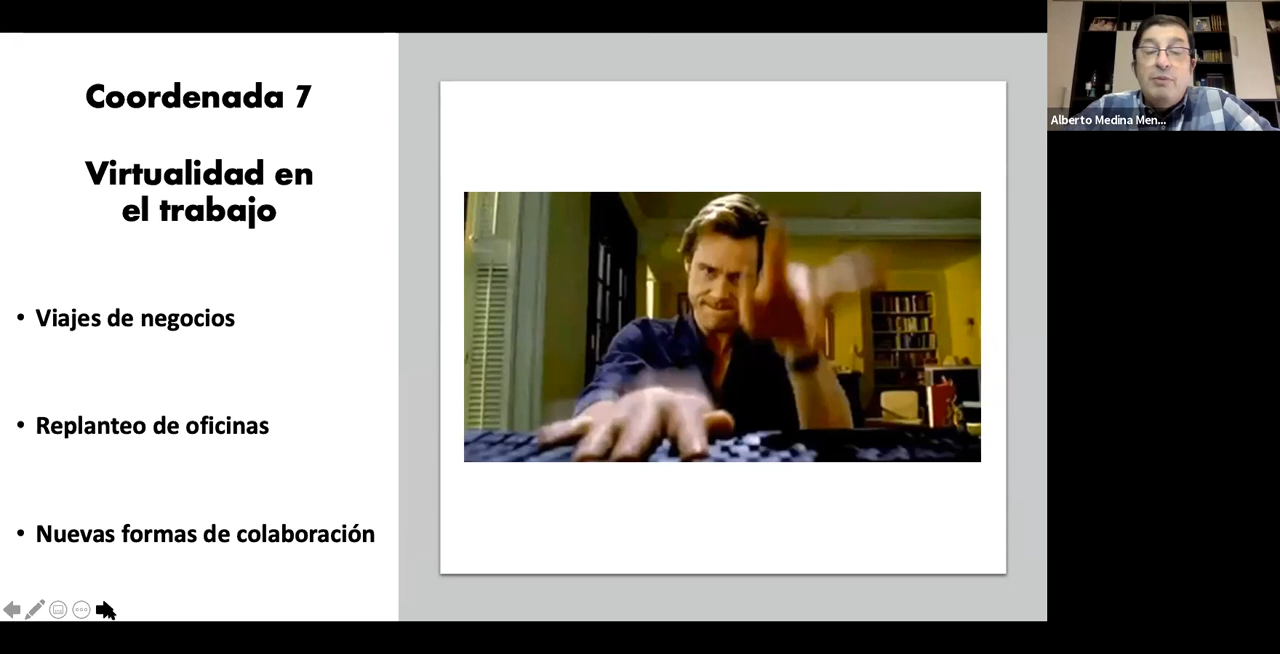 Coordenada 7
Virtualidad en
el trabajo
• Viajes de negocios
• Replanteo de oficinas
• Nuevas formas de colaboración
Alberto Medina Men...